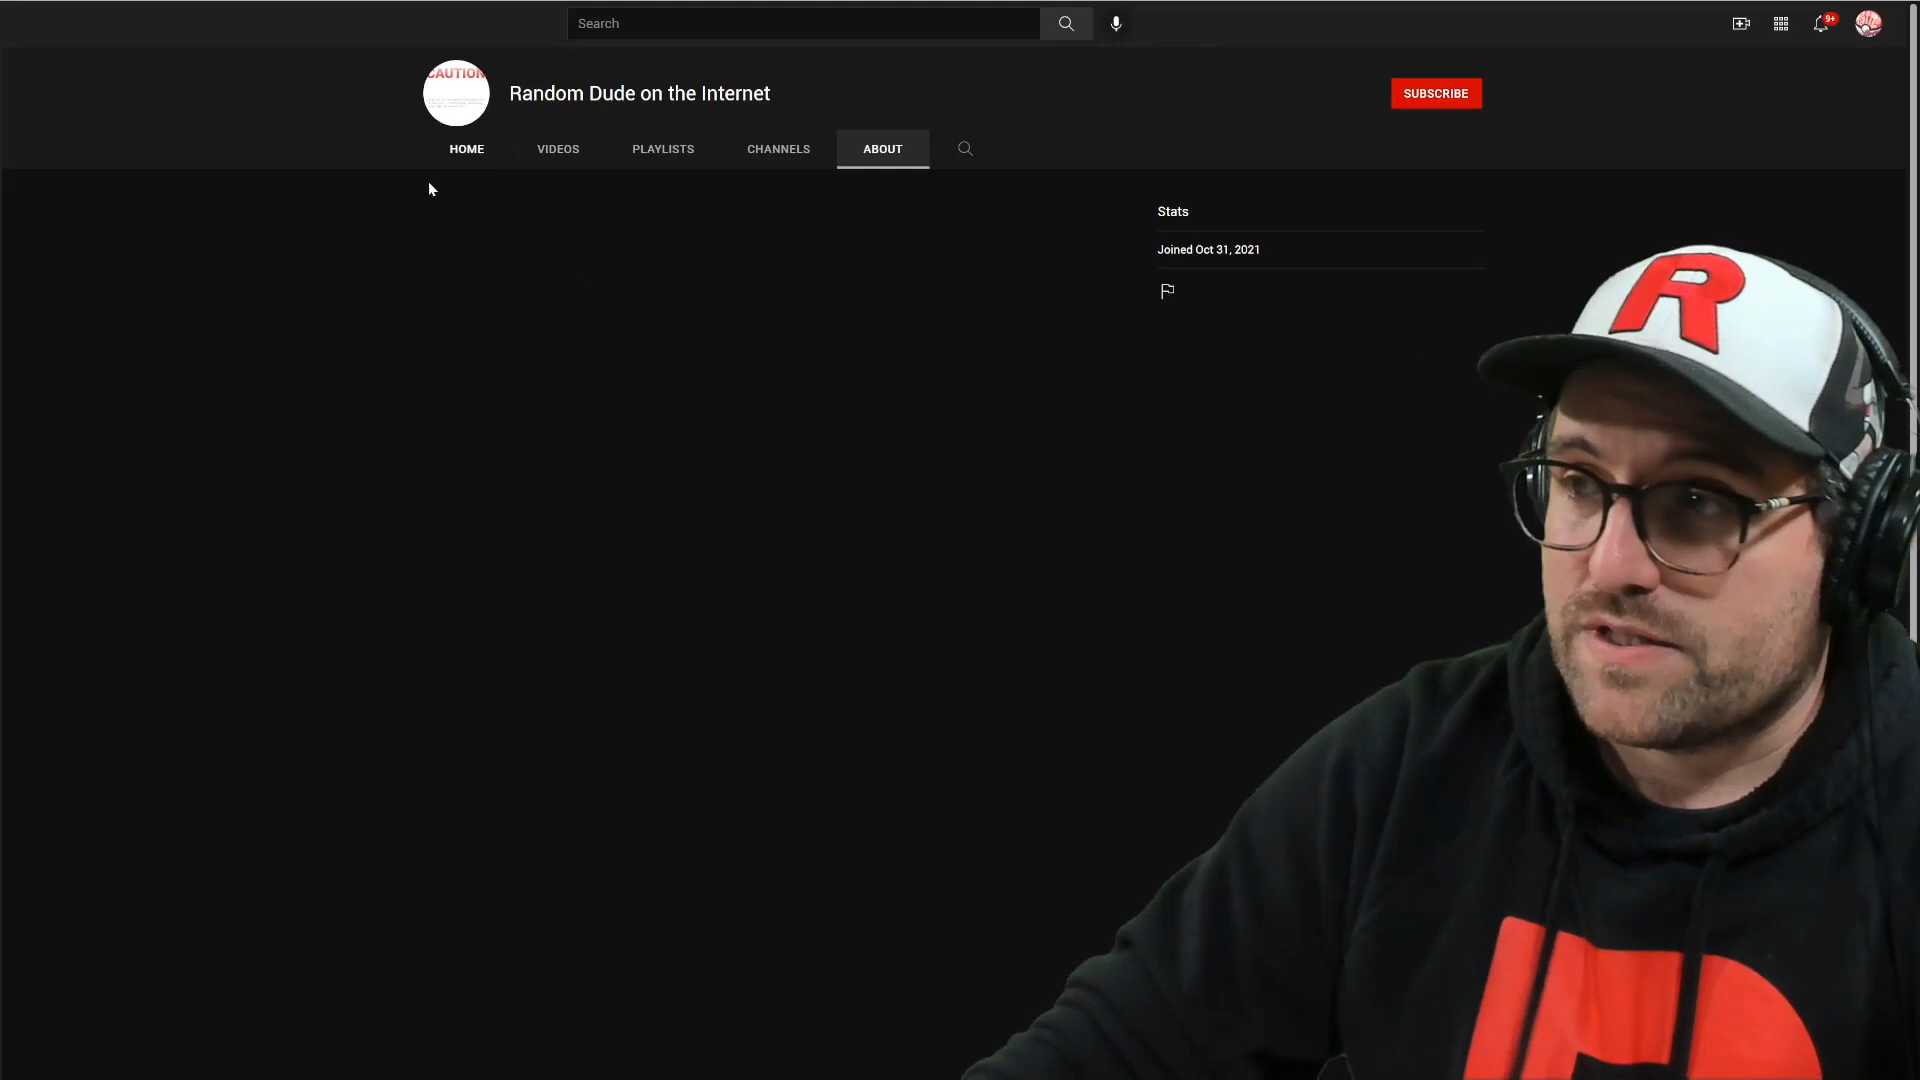 Search
9+
CAUTION
Random Dude on the Internet
SUBSCRIBE
HOME
VIDEOS
PLAYLISTS
CHANNELS
ABOUT
Stats
Joined Oct 31, 2021
R
R